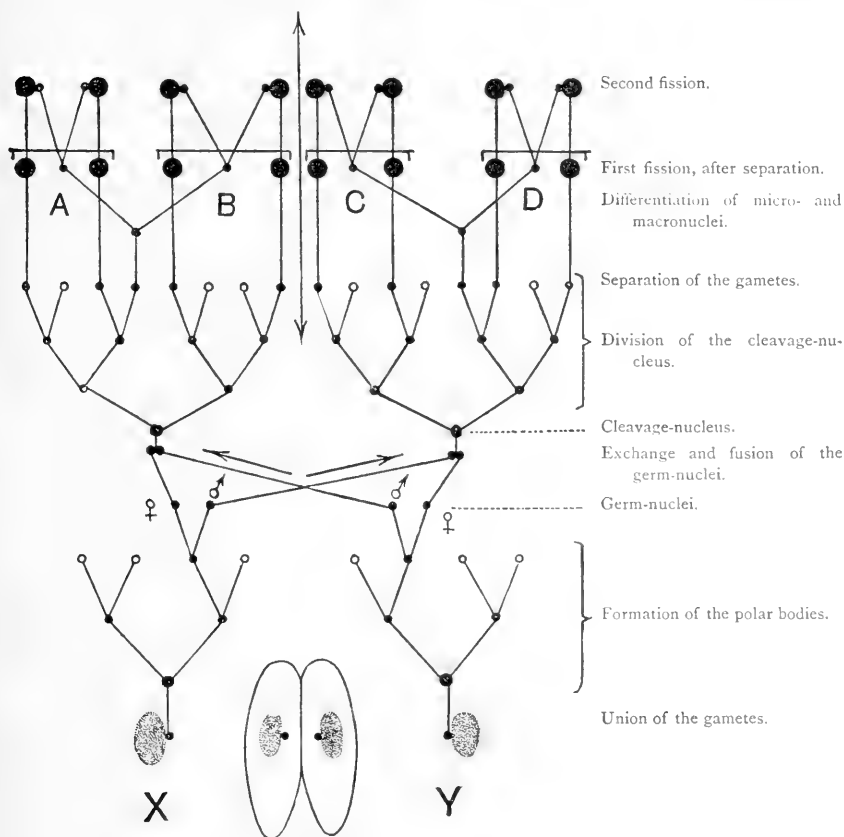 Second fission.
First fission, after separation.
A B C D
Differentiation of micro- and
macronuclei.
Separation of the gametes.
Division of the cleavage-nu-
cleus.
Cleavage-nucleus.
Exchange and fusion of the
germ-nuclei.
♂ ♂
♀ ♀
Germ-nuclei.
Formation of the polar bodies.
Union of the gametes.
X Y